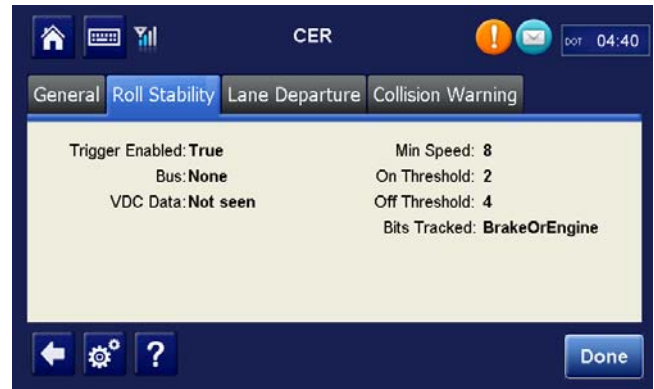 CER
DOT 04:40
General Roll Stability Lane Departure Collision Warning
Trigger Enabled: True
Bus: None
VDC Data: Not seen
Min Speed: 8
On Threshold: 2
Off Threshold: 4
Bits Tracked: BrakeOrEngine
?
Done